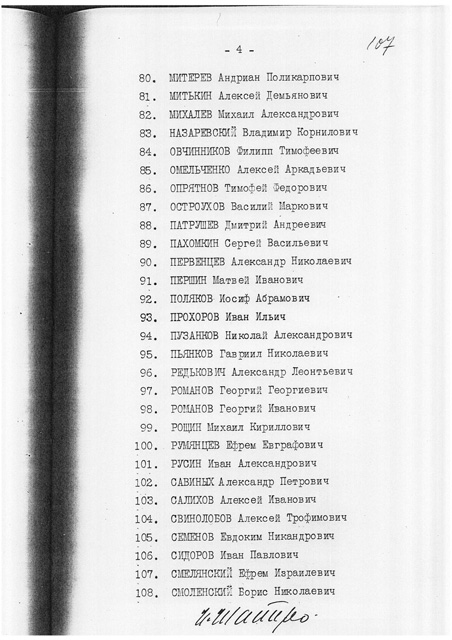 - 4 -
107
80. МИТЕРЕВ Андриан Поликарпович
81. МИТЬКИН Алексей Демьянович
82. МИХАЛЕВ Михаил Александрович
83. НАЗАРЕВСКИЙ Владимир Корнилович
84. ОВЧИННИКОВ Филипп Тимофеевич
85. ОМЕЛЬЧЕНКО Алексей Аркадьевич
86. ОПРЯТНОВ Тимофей Федорович
87. ОСТРОУХОВ Василий Маркович
88. ПАТРУШЕВ Дмитрий Андреевич
89. ПАХОМКИН Сергей Васильевич
90. ПЕРВЕНЦЕВ Александр Николаевич
91. ПЕРШИН Матвей Иванович
92. ПОЛЯКОВ Иосиф Абрамович
93. ПРОХОРОВ Иван Ильич
94. ПУЗАНКОВ Николай Александрович
95. ПЬЯНКОВ Гавриил Николаевич
96. РЕДЬКОВИЧ Александр Леонтьевич
97. РОМАНОВ Георгий Георгиевич
98. РОМАНОВ Георгий Иванович
99. РОЩИН Михаил Кириллович
100. РУМЯНЦЕВ Ефрем Евграфович
101. РУСИН Иван Александрович
102. САВИНЫХ Александр Петрович
103. САЛИХОВ Алексей Иванович
104. СВИНОЛОБОВ Алексей Трофимович
105. СЕМЕНОВ Евдоким Никандрович
106. СИДОРОВ Иван Павлович
107. СМЕЛЯНСКИЙ Ефрем Израилевич
108. СМОЛЕНСКИЙ Борис Николаевич
И. Шапиро.